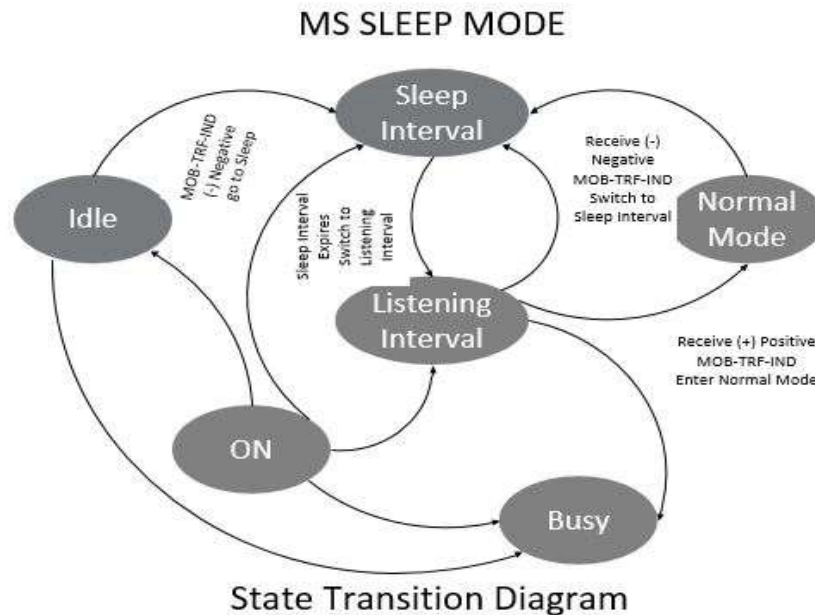 MS SLEEP MODE
Sleep
Interval
MOB-TRF-IND
(-) Negative
go to Sleep
Receive (-)
Negative
MOB-TRF-IND
Switch to
Sleep Interval
Idle
Normal
Mode
Sleep Interval
Expires
Switch to
Listening
Interval
Listening
Interval
Receive (+) Positive
MOB-TRF-IND
Enter Normal Mode
ON
Busy
State Transition Diagram